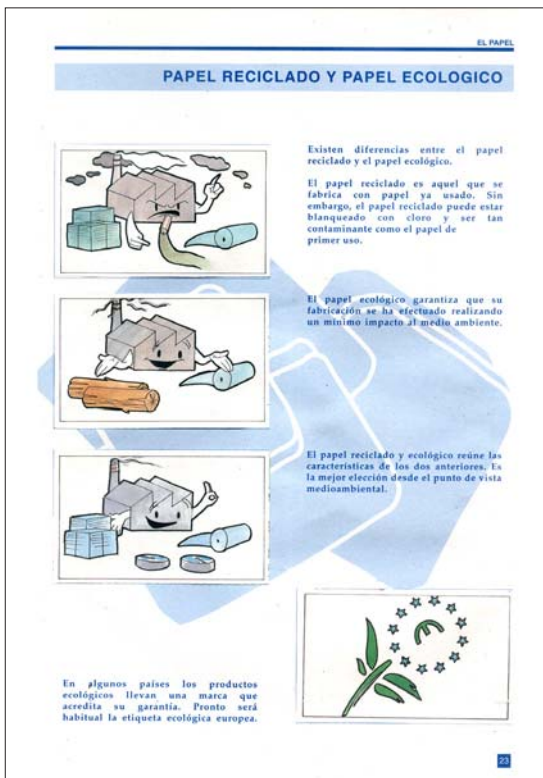 EL PAPEL
PAPEL RECICLADO Y PAPEL ECOLOGICO
Existen diferencias entre el papel
reciclado y el papel ecológico.
El papel reciclado es aquel que se
fabrica con papel ya usado. Sin
embargo, el papel reciclado puede estar
blanqueado con cloro y ser tan
contaminante como el papel de
primer uso.
El papel ecológico garantiza que su
fabricación se ha efectuado realizando
un mínimo impacto al medio ambiente.
El papel reciclado y ecológico reúne las
características de los dos anteriores. Es
la mejor elección desde el punto de vista
medioambiental.
En algunos países los productos
ecológicos llevan una marca que
acredita su garantía. Pronto será
habitual la etiqueta ecológica europea.
23